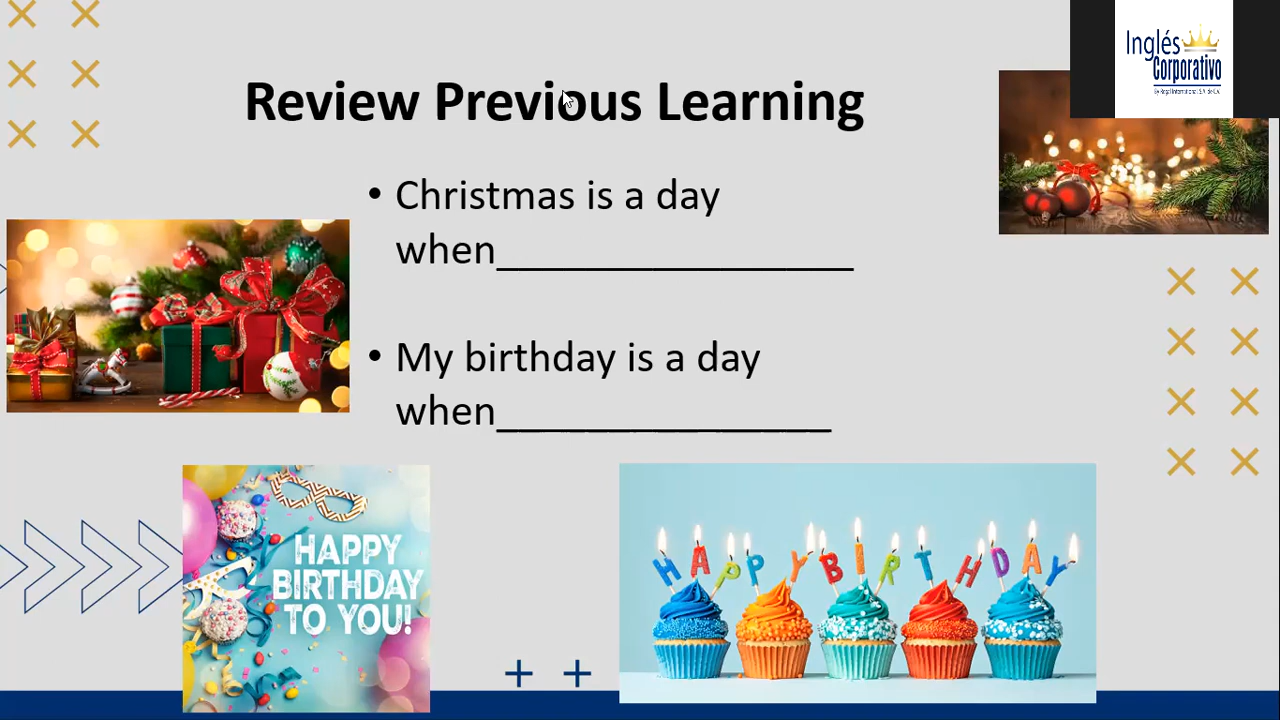 Inglés
Corporativo
Review Previous Learning
• Christmas is a day
when_________________
• My birthday is a day
when________________
HAPPY
BIRTHDAY
TO YOU!
HAPPY BIRTHDAY